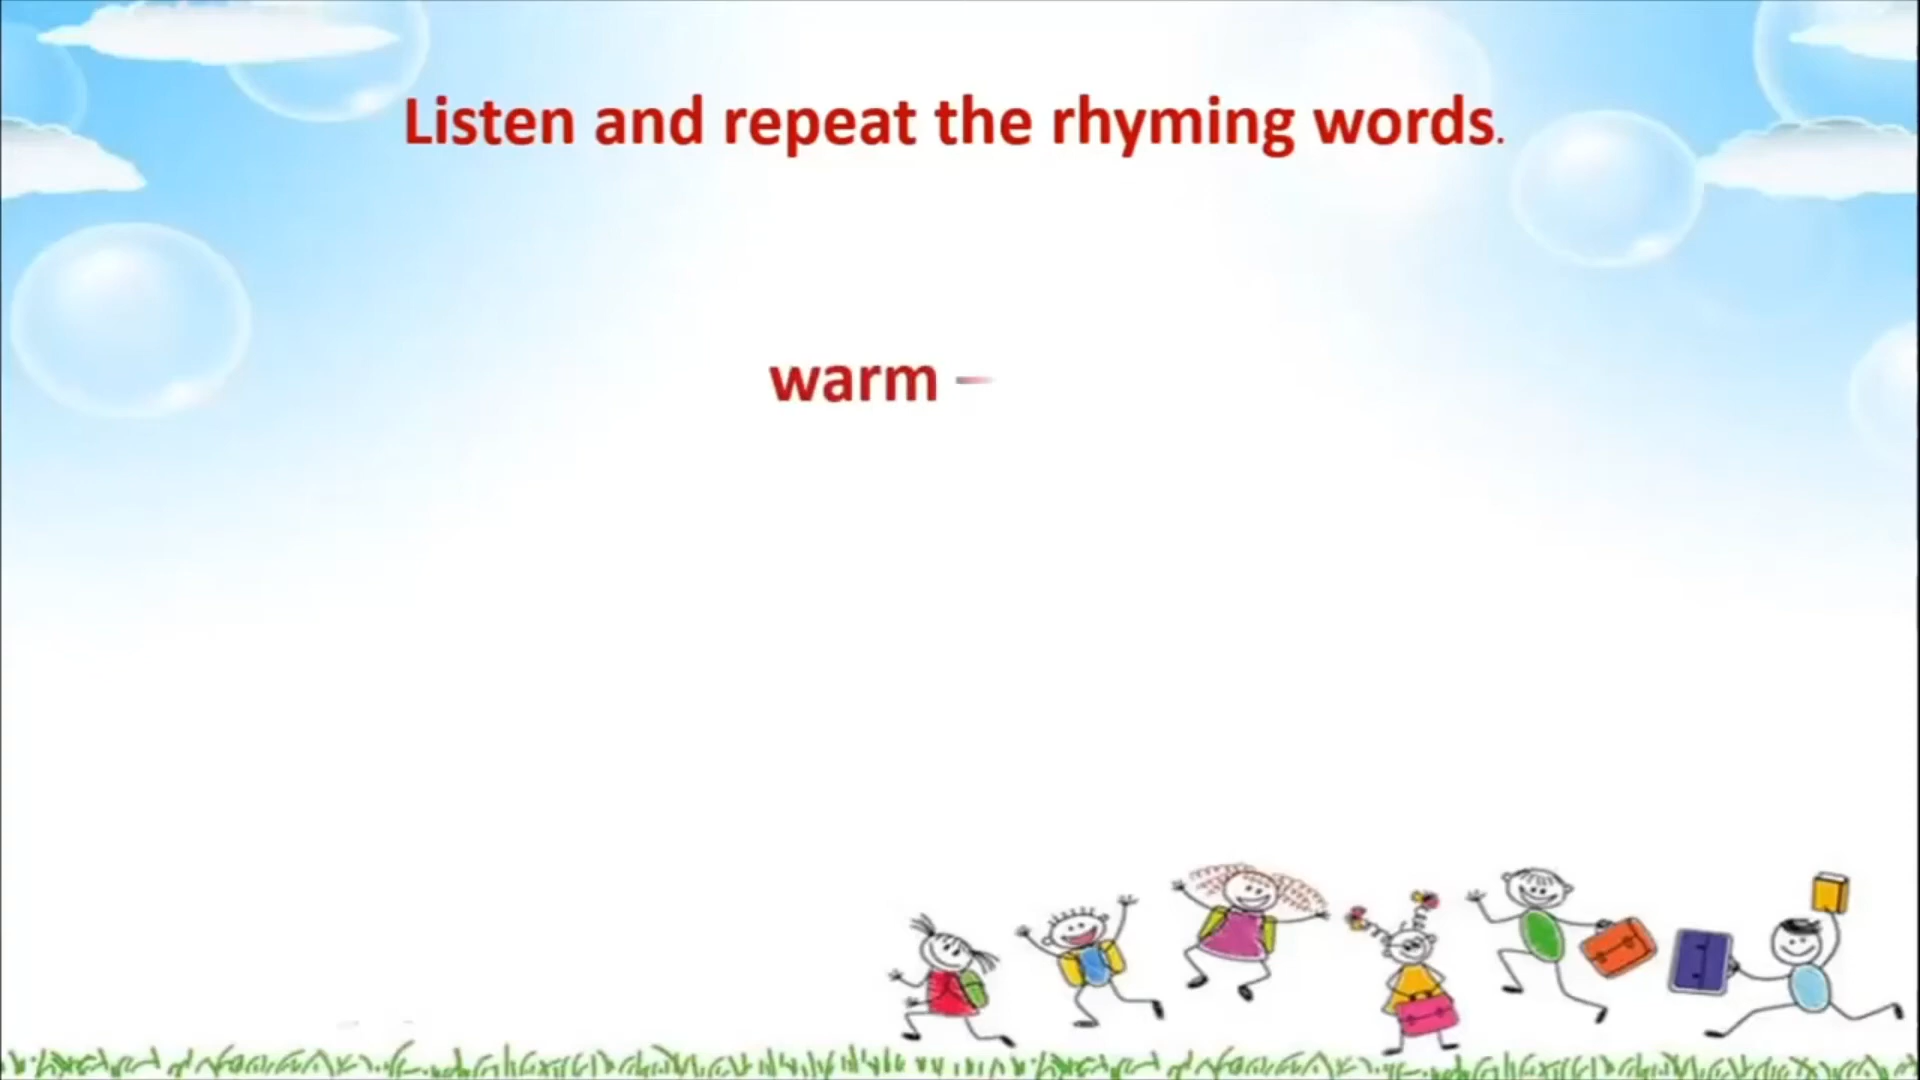 Listen and repeat the rhyming words.
warm –